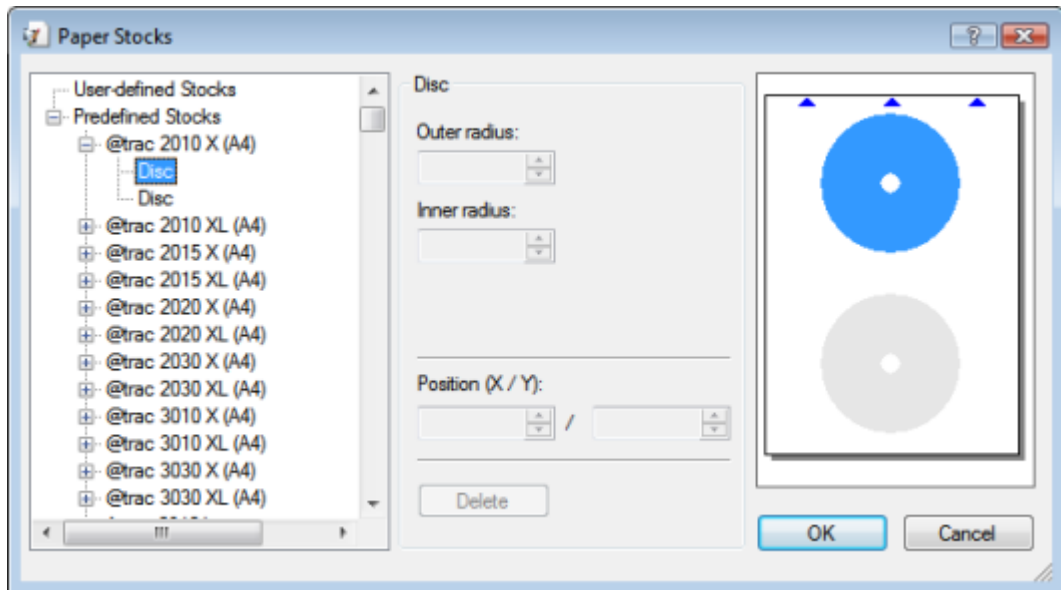 Paper Stocks
User-defined Stocks
Predefined Stocks
@trac 2010 X (A4)
Disc
Disc
@trac 2010 XL (A4)
@trac 2015 X (A4)
@trac 2015 XL (A4)
@trac 2020 X (A4)
@trac 2020 XL (A4)
@trac 2030 X (A4)
@trac 2030 XL (A4)
@trac 3010 X (A4)
@trac 3010 XL (A4)
@trac 3030 X (A4)
@trac 3030 XL (A4)
Disc
Outer radius:
Inner radius:
Position (X / Y):
/
Delete
OK
Cancel